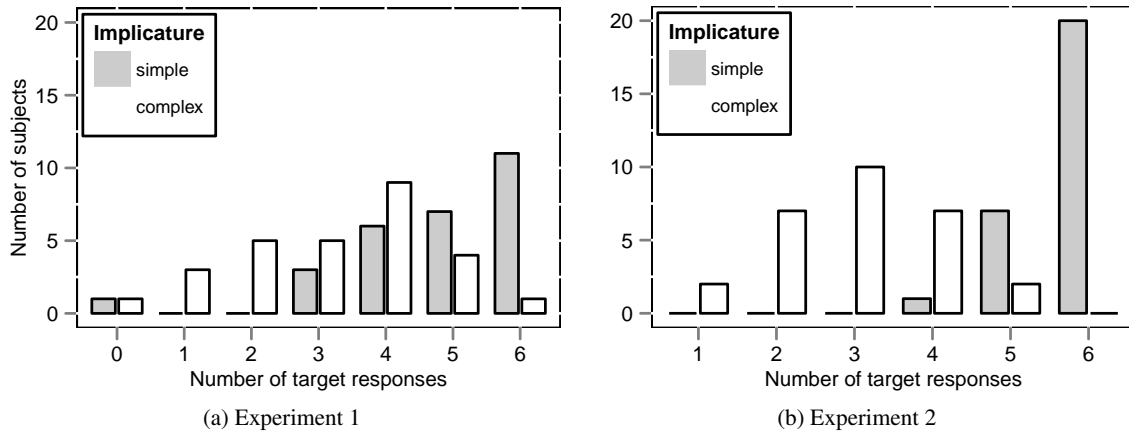 20
15
10
5
0
Number of subjects
Implicature
simple
complex
0 1 2 3 4 5 6
Number of target responses
(a) Experiment 1
20
15
10
5
0
Implicature
simple
complex
1 2 3 4 5 6
Number of target responses
(b) Experiment 2